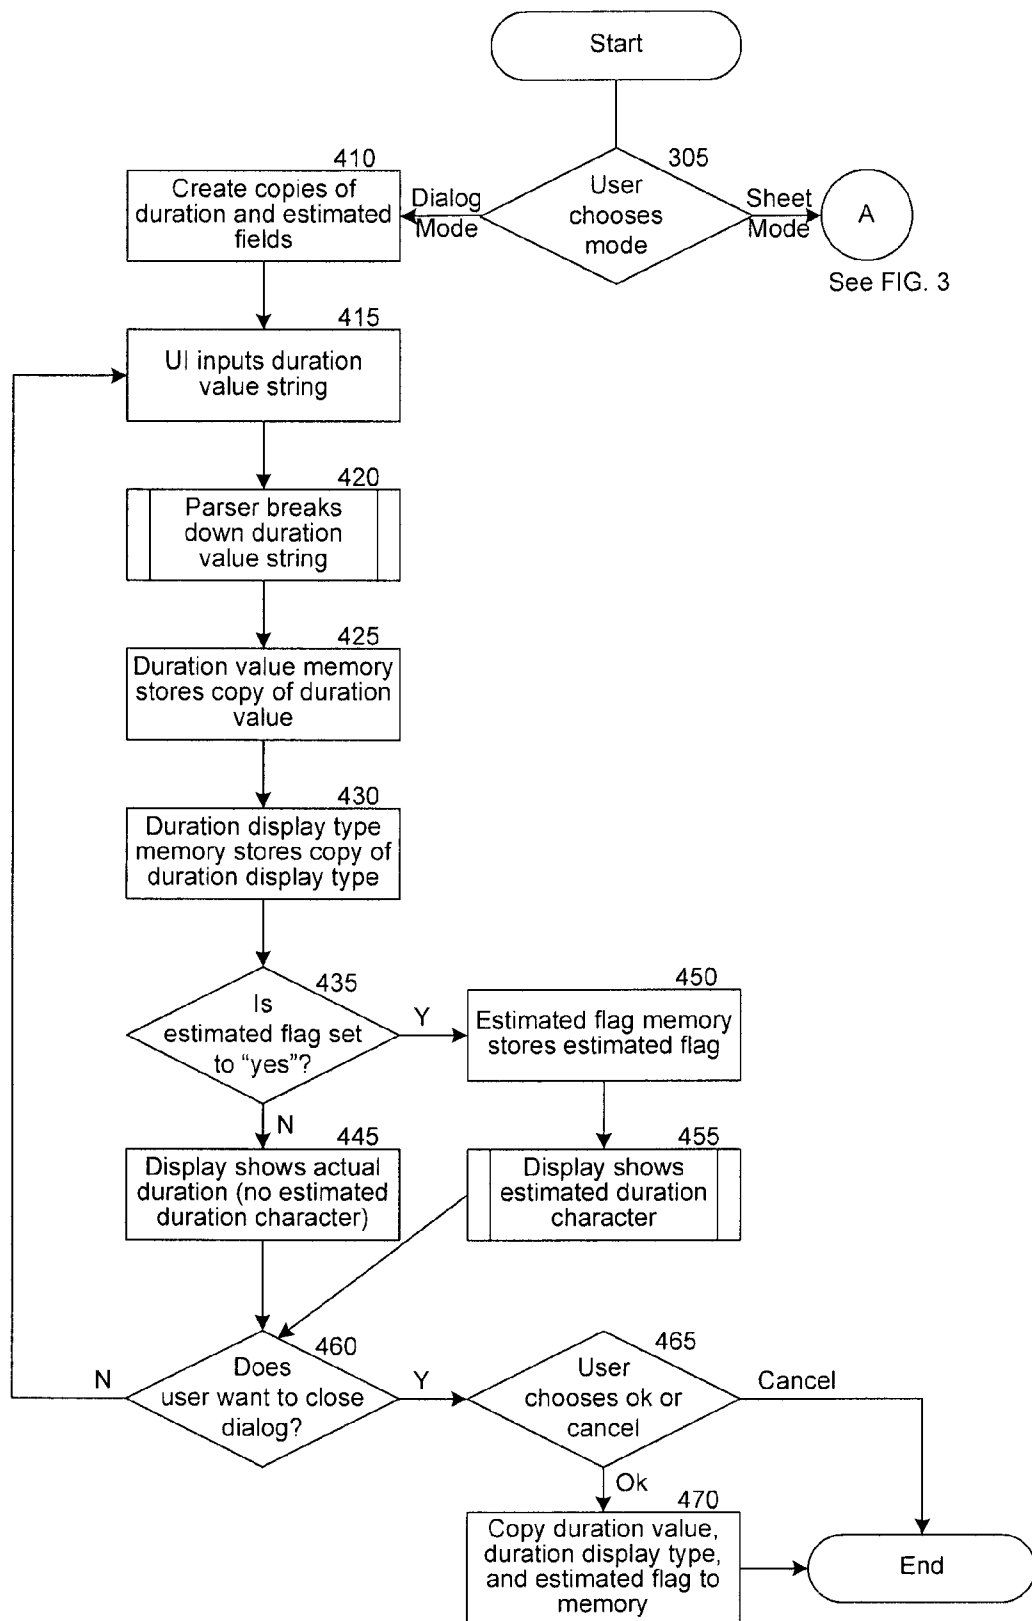 Start
305
User
chooses
mode
Dialog
Mode
Sheet
Mode
A
See FIG. 3
410
Create copies of
duration and estimated
fields
415
UI inputs duration
value string
420
Parser breaks
down duration
value string
425
Duration value memory
stores copy of duration
value
430
Duration display type
memory stores copy of
duration display type
435
Is
estimated flag set
to “yes”?
Y
N
450
Estimated flag memory
stores estimated flag
445
Display shows actual
duration (no estimated
duration character)
455
Display shows
estimated duration
character
460
Does
user want to close
dialog?
N
Y
465
User
chooses ok or
cancel
Cancel
Ok
470
Copy duration value,
duration display type,
and estimated flag to
memory
End